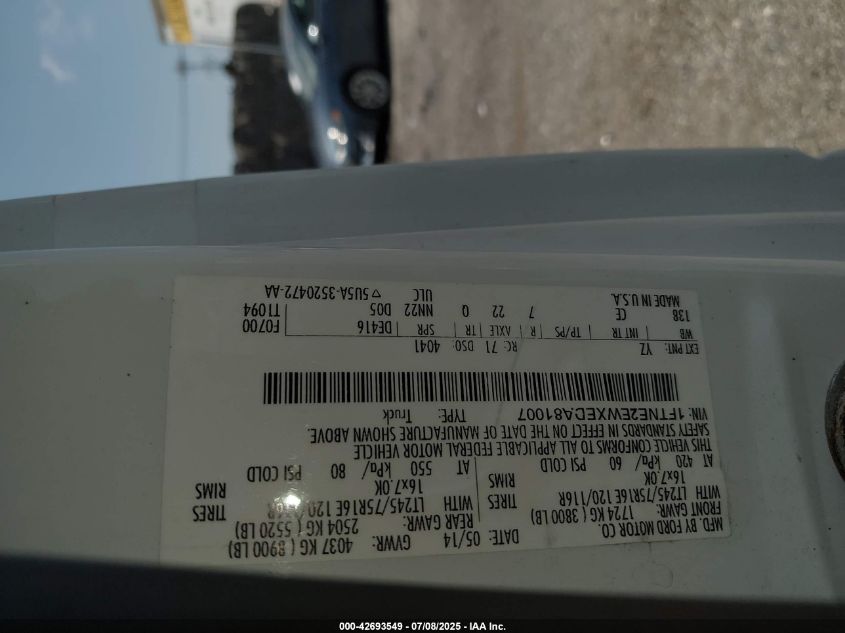 MFD. BY FORD MOTOR CO.
DATE: 05/14 GVWR: 4037 KG ( 8900 LB)
FRONT GAWR: 1724 KG ( 3800 LB) REAR GAWR: 2504 KG ( 5520 LB)
WITH LT245/75R16E 120/116R TIRES WITH LT245/75R16E 120/116R TIRES
16x7.0K RIMS 16x7.0K RIMS
AT 420 kPa/ 60 PSI COLD AT 550 kPa/ 80 PSI COLD
THIS VEHICLE CONFORMS TO ALL APPLICABLE FEDERAL MOTOR VEHICLE
SAFETY STANDARDS IN EFFECT ON THE DATE OF MANUFACTURE SHOWN ABOVE.
VIN: 1FTNE2EWXEDA81007 TYPE: Truck
EXT PNT: YZ RC: 71 DSO: 4041
WB INT TR TP/PS R AXLE TR SPR DE416 F0700
138 CE 7 22 Q NN22 D05 T1094
MADE IN U.S.A. ULC ▽ 5U5A-3520472-AA
000-42693549 - 07/08/2025 - IAA Inc.